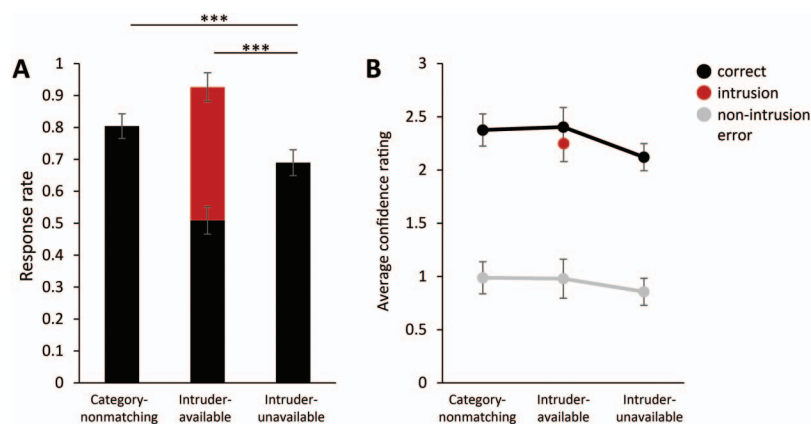 ***
***
A
Response rate
1
0.9
0.8
0.7
0.6
0.5
0.4
0.3
0.2
0.1
0
Category-
nonmatching
Intruder-
available
Intruder-
unavailable
B
Average confidence rating
3
2.5
2
1.5
1
0.5
0
Category-
nonmatching
Intruder-
available
Intruder-
unavailable
correct
intrusion
non-intrusion
error